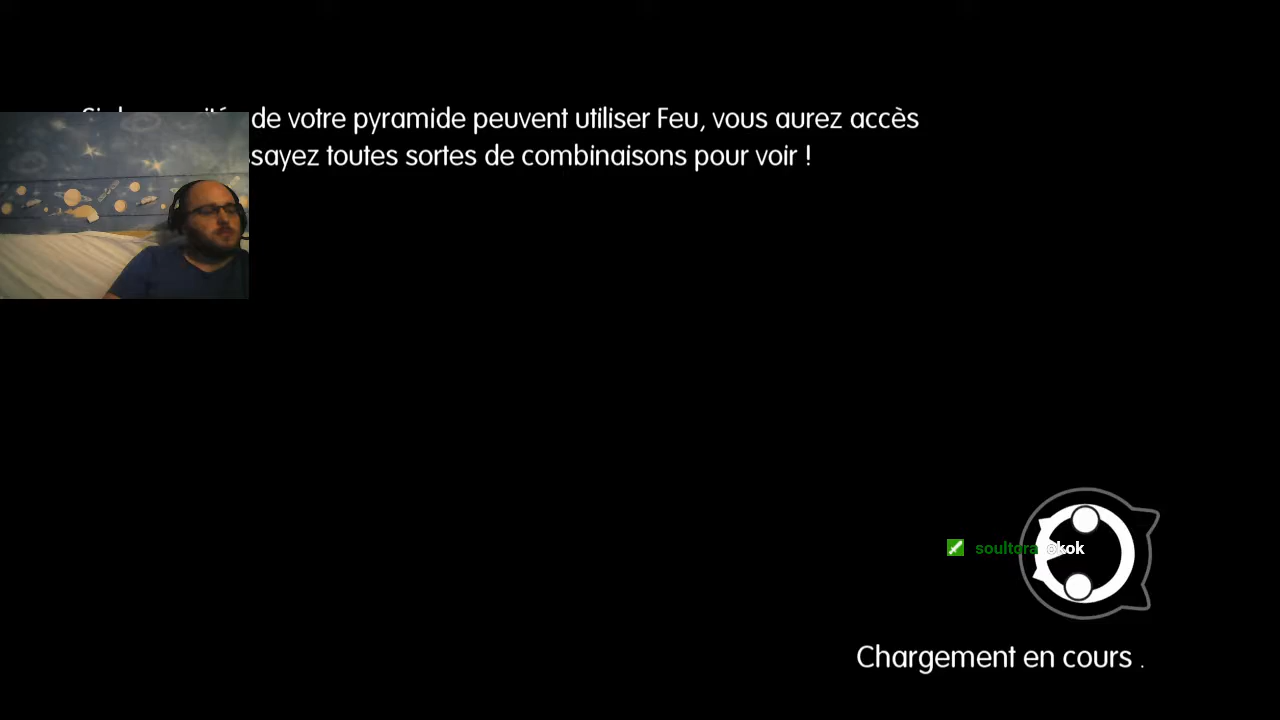 de votre pyramide peuvent utiliser Feu, vous aurez accès
toutes sortes de combinaisons pour voir !
soultora okok
Chargement en cours .